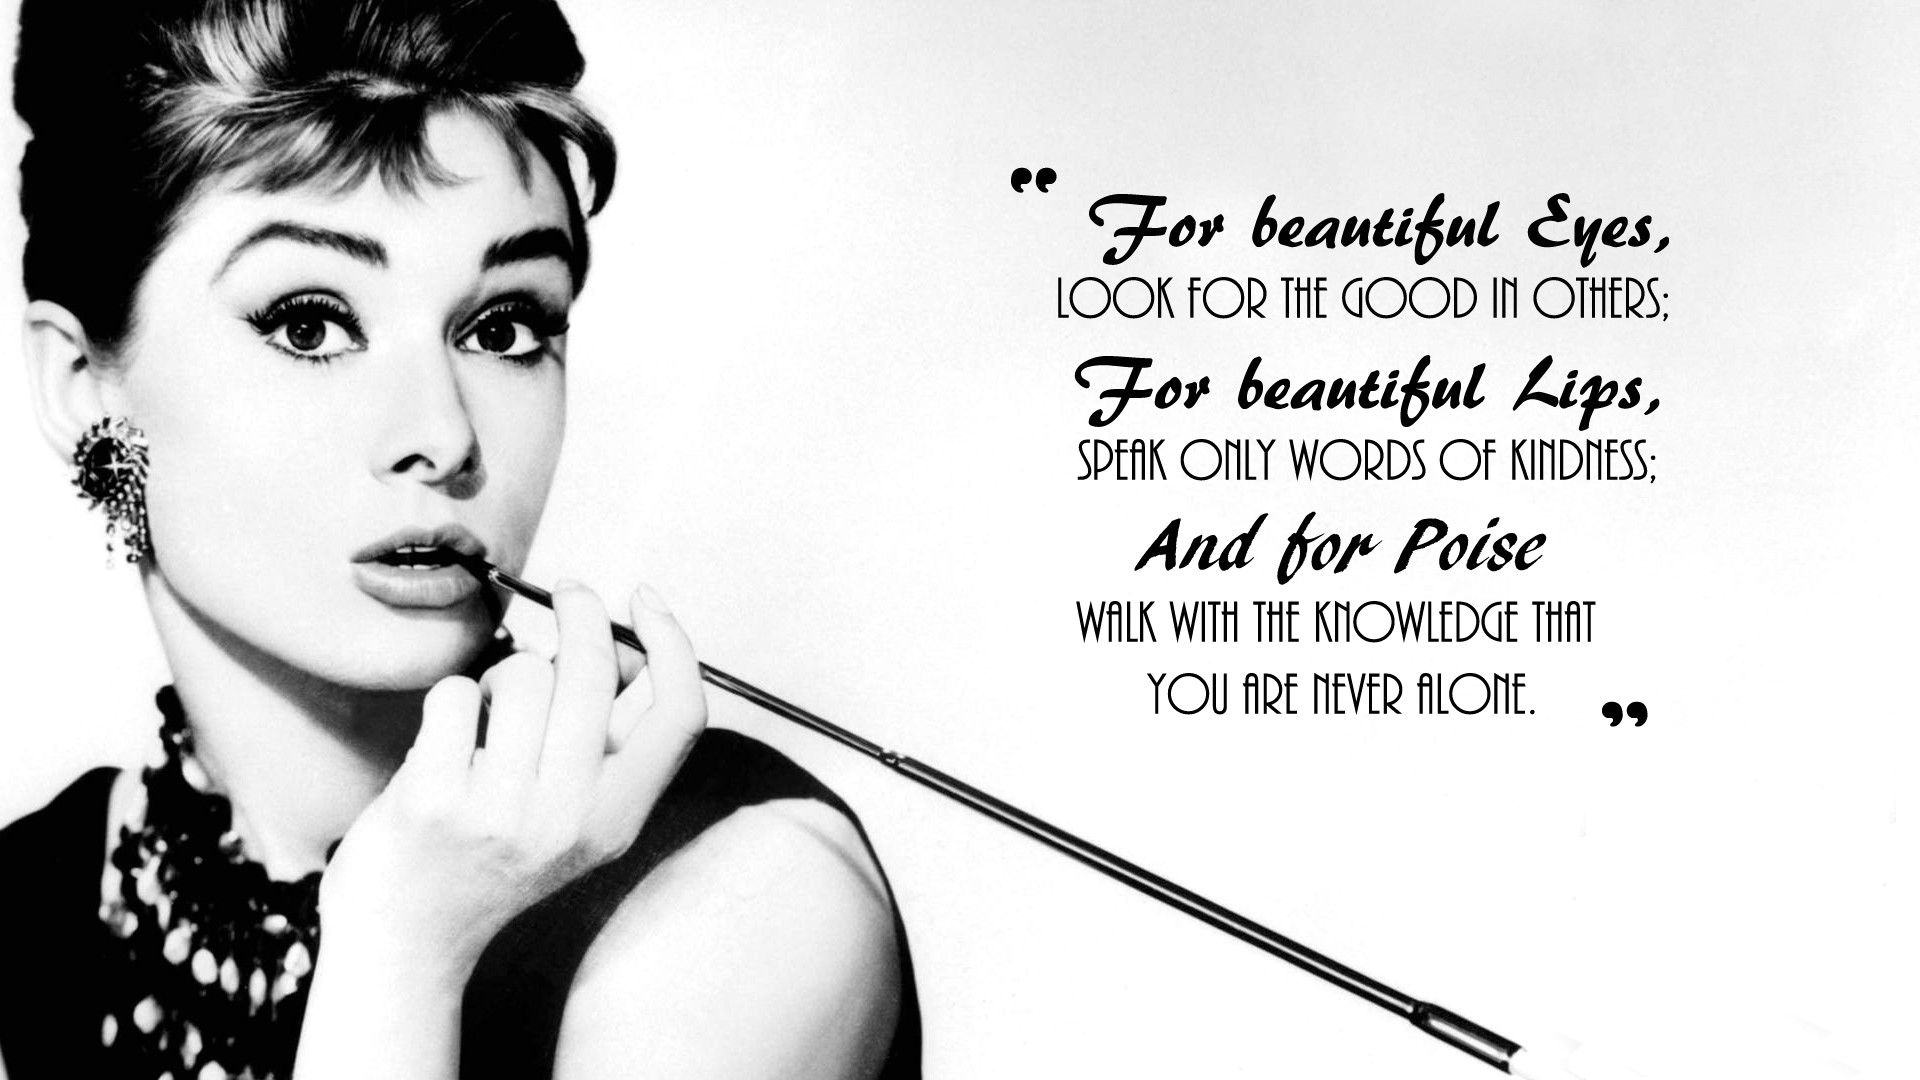 “For beautiful Eyes,
LOOK FOR THE GOOD IN OTHERS;
For beautiful Lips,
SPEAK ONLY WORDS OF KINDNESS;
And for Poise
WALK WITH THE KNOWLEDGE THAT
YOU ARE NEVER ALONE.”